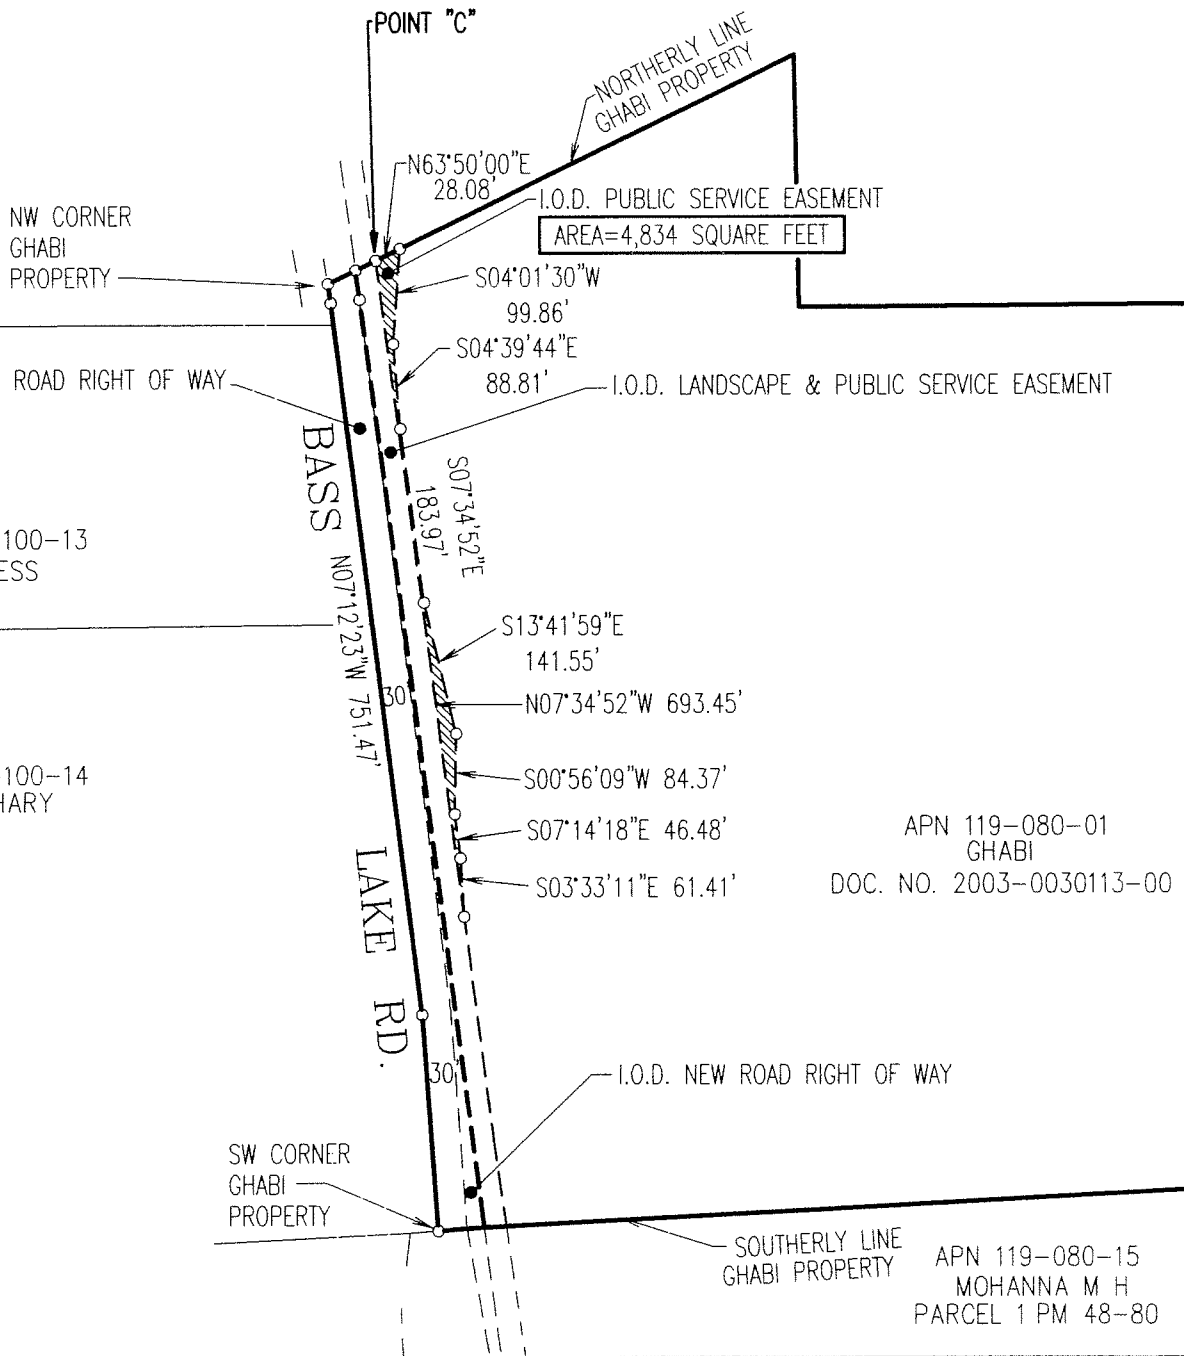 POINT "C"
NORTHERLY LINE
GHABI PROPERTY
N63°50'00"E
28.08'
I.O.D. PUBLIC SERVICE EASEMENT
AREA=4,834 SQUARE FEET
NW CORNER
GHABI
PROPERTY
S04°01'30"W
99.86'
S04°39'44"E
88.81'
ROAD RIGHT OF WAY
I.O.D. LANDSCAPE & PUBLIC SERVICE EASEMENT
BASS LAKE RD.
S07°34'52"E
183.97'
100-13
ESS
N07°12'23"W 751.47'
S13°41'59"E
141.55'
30'
N07°34'52"W 693.45'
100-14
HARY
S00°56'09"W 84.37'
S07°14'18"E 46.48'
S03°33'11"E 61.41'
APN 119-080-01
GHABI
DOC. NO. 2003-0030113-00
30'
I.O.D. NEW ROAD RIGHT OF WAY
SW CORNER
GHABI
PROPERTY
SOUTHERLY LINE
GHABI PROPERTY
APN 119-080-15
MOHANNA M H
PARCEL 1 PM 48-80